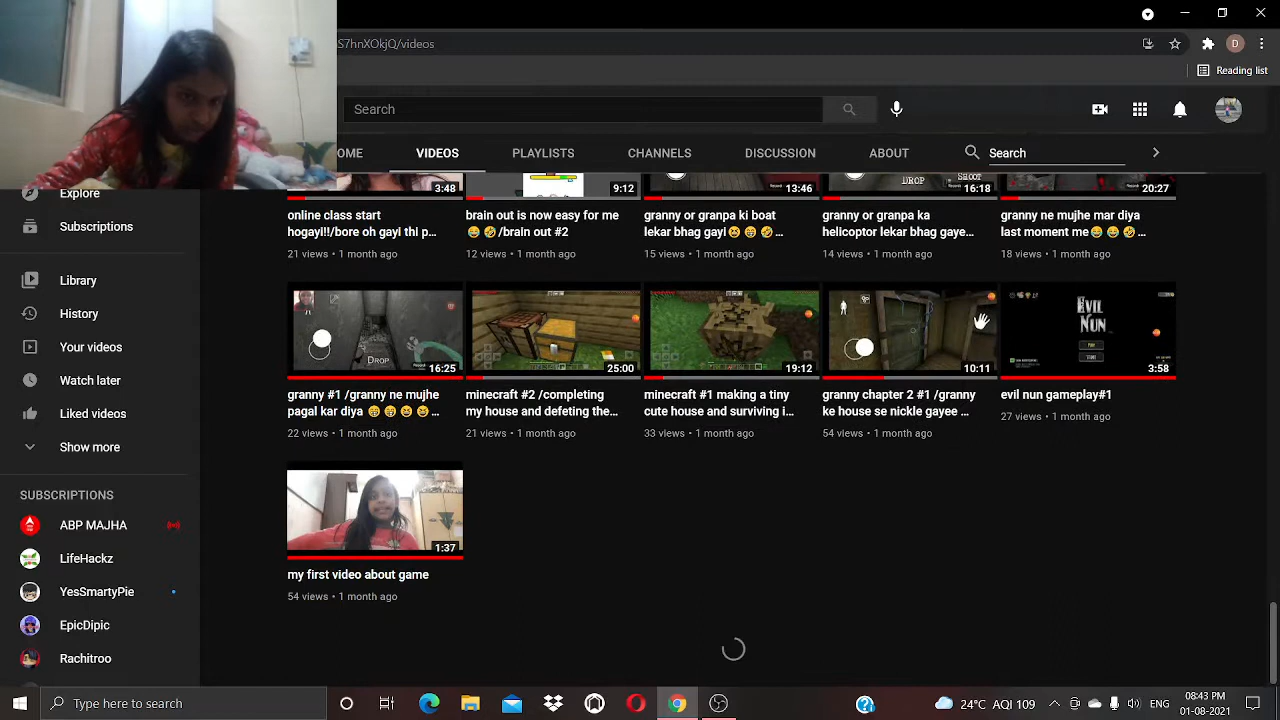 S7hnXOkjQ/videos
Reading list
Search
OME VIDEOS PLAYLISTS CHANNELS DISCUSSION ABOUT Search
Explore
Subscriptions
Library
History
Your videos
Watch later
Liked videos
Show more
SUBSCRIPTIONS
ABP MAJHA
LifeHackz
YesSmartyPie
EpicDipic
Rachitroo
3:48 9:12 13:46 16:18 20:27
DROP
online class start
hogayl!!/bore oh gayl thi p...
21 views • 1 month ago
brain out is now easy for me
😂🤣/brain out #2
12 views • 1 month ago
granny or granpa ki boat
lekar bhag gayl😄😁🤣...
15 views • 1 month ago
granny or granpa ka
helicoptor lekar bhag gaye...
14 views • 1 month ago
granny ne mujhe mar diya
last moment me😄😄🤣...
18 views • 1 month ago
DROP
16:25 25:00 19:12 10:11 3:58
EVIL
NUN
granny #1 /granny ne mujhe
pagal kar diya 😁😁😄😄...
22 views • 1 month ago
minecraft #2 /completing
my house and defeting the...
21 views • 1 month ago
minecraft #1 making a tiny
cute house and surviving i...
33 views • 1 month ago
granny chapter 2 #1 /granny
ke house se nickle gayee ...
54 views • 1 month ago
evil nun gameplay#1
27 views • 1 month ago
1:37
my first video about game
54 views • 1 month ago
Type here to search
24°C AQI 109
ENG
08:43 PM
01-08-2021